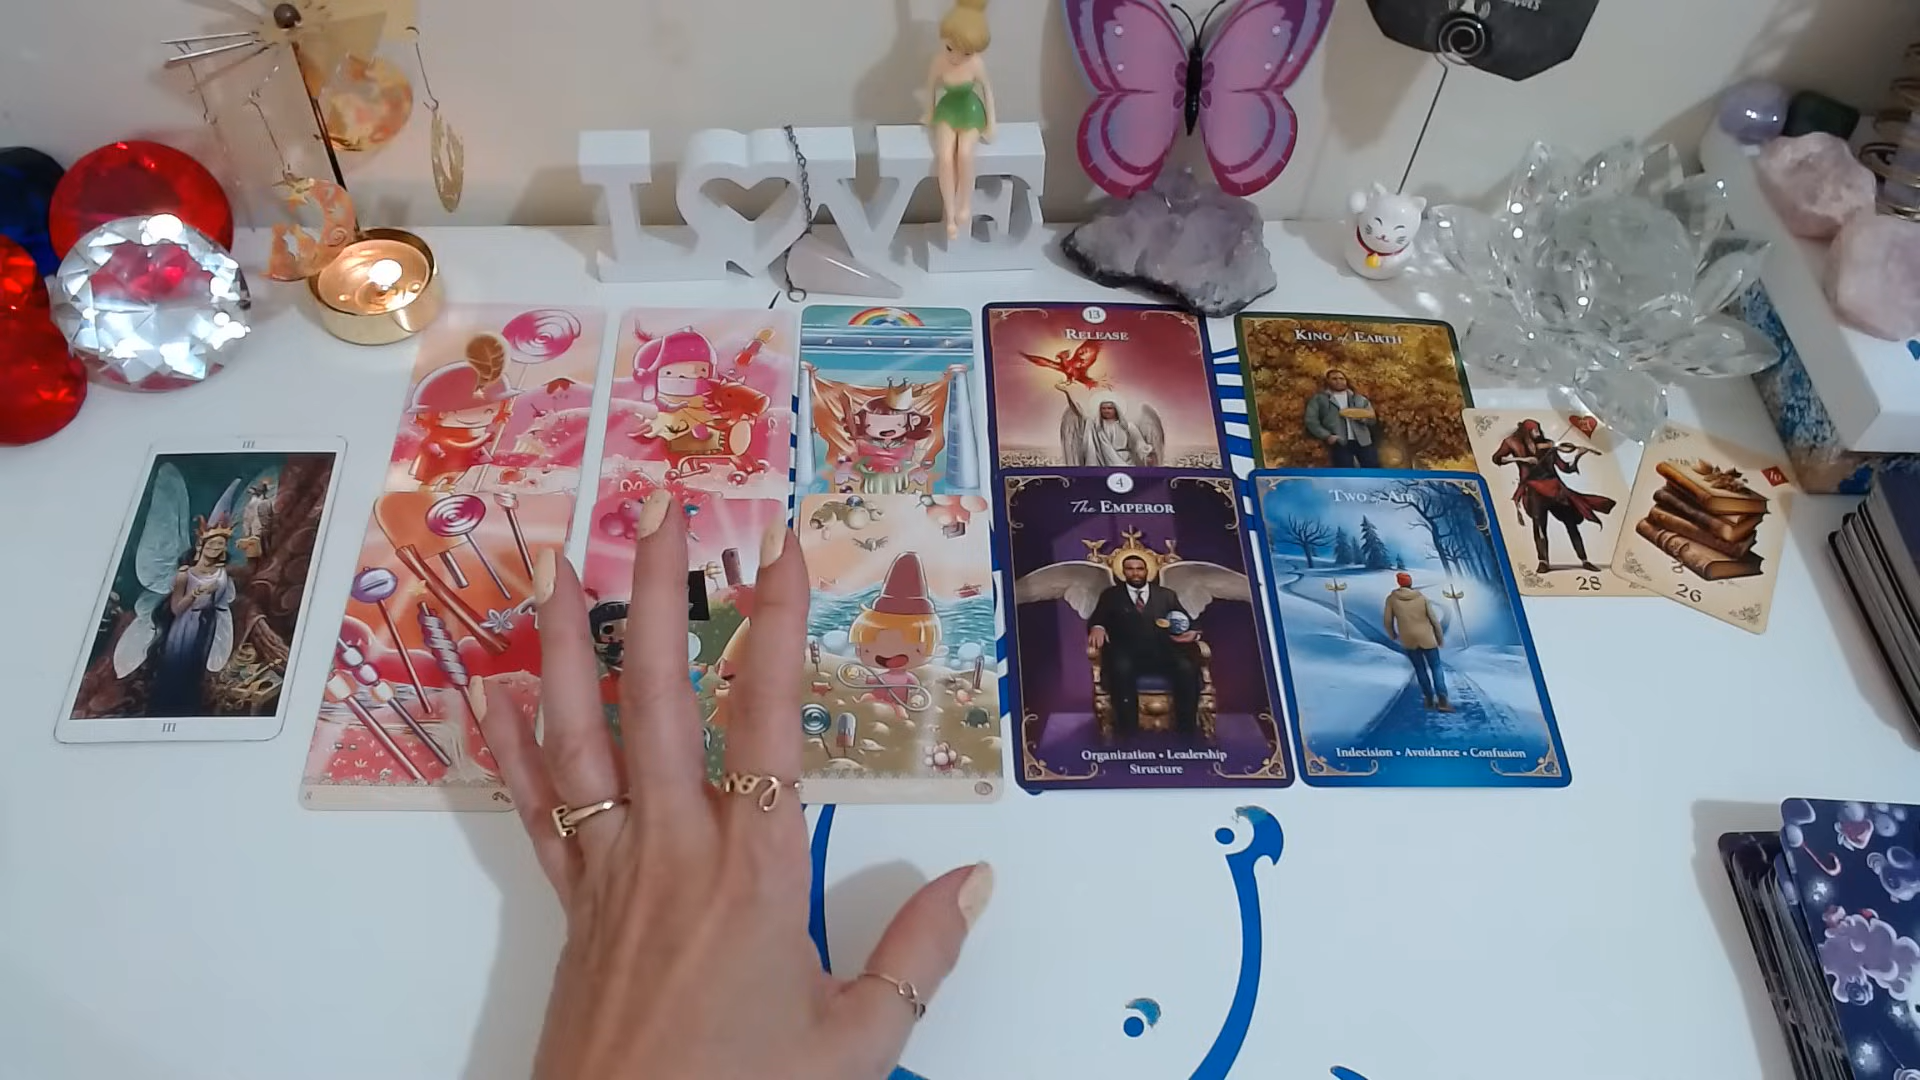 LOVE
13
RELEASE
KING of EARTH
III
4
The EMPEROR
TWO of AIR
28
26
Organization • Leadership
Structure
Indecision • Avoidance • Confusion
III
8